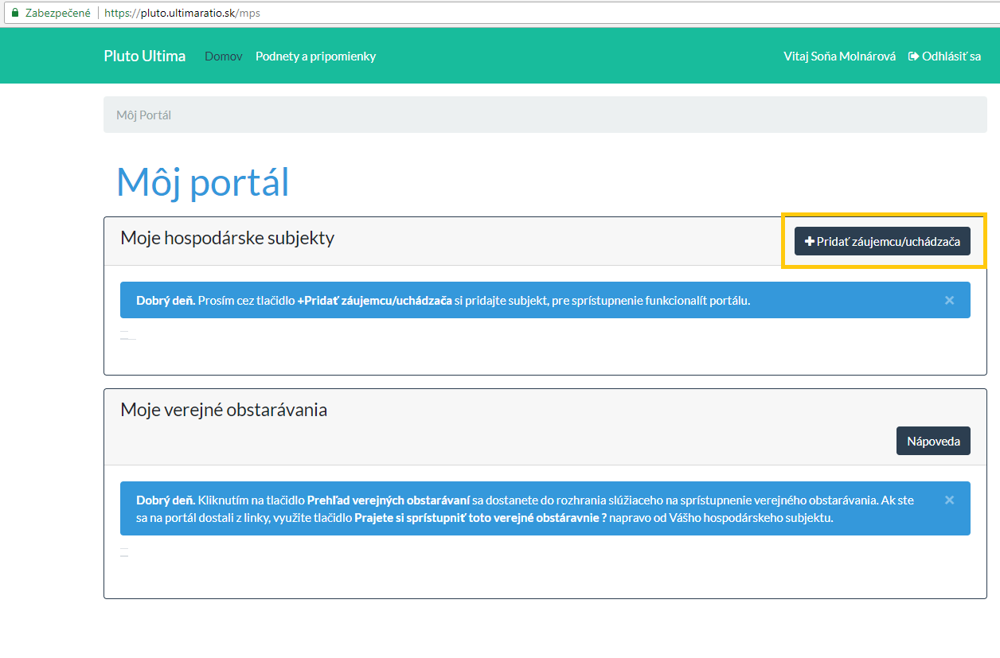 Zabezpečené https://pluto.ultimaratio.sk/mps
Pluto Ultima Domov Podnety a pripomienky Vitaj Soňa Molnárová Odhlásiť sa
Môj Portál
Môj portál
Moje hospodárske subjekty
+Pridať záujemcu/uchádzača
Dobrý deň. Prosím cez tlačidlo +Pridať záujemcu/uchádzača si pridajte subjekt, pre sprístupnenie funkcionalít portálu. ×
Moje verejné obstarávania
Nápoveda
Dobrý deň. Kliknutím na tlačidlo Prehľad verejných obstarávaní sa dostanete do rozhrania slúžiaceho na sprístupnenie verejného obstarávania. Ak ste ×
sa na portál dostali z linky, využite tlačidlo Prajete si sprístupniť toto verejné obstáravnie ? napravo od Vášho hospodárskeho subjektu.